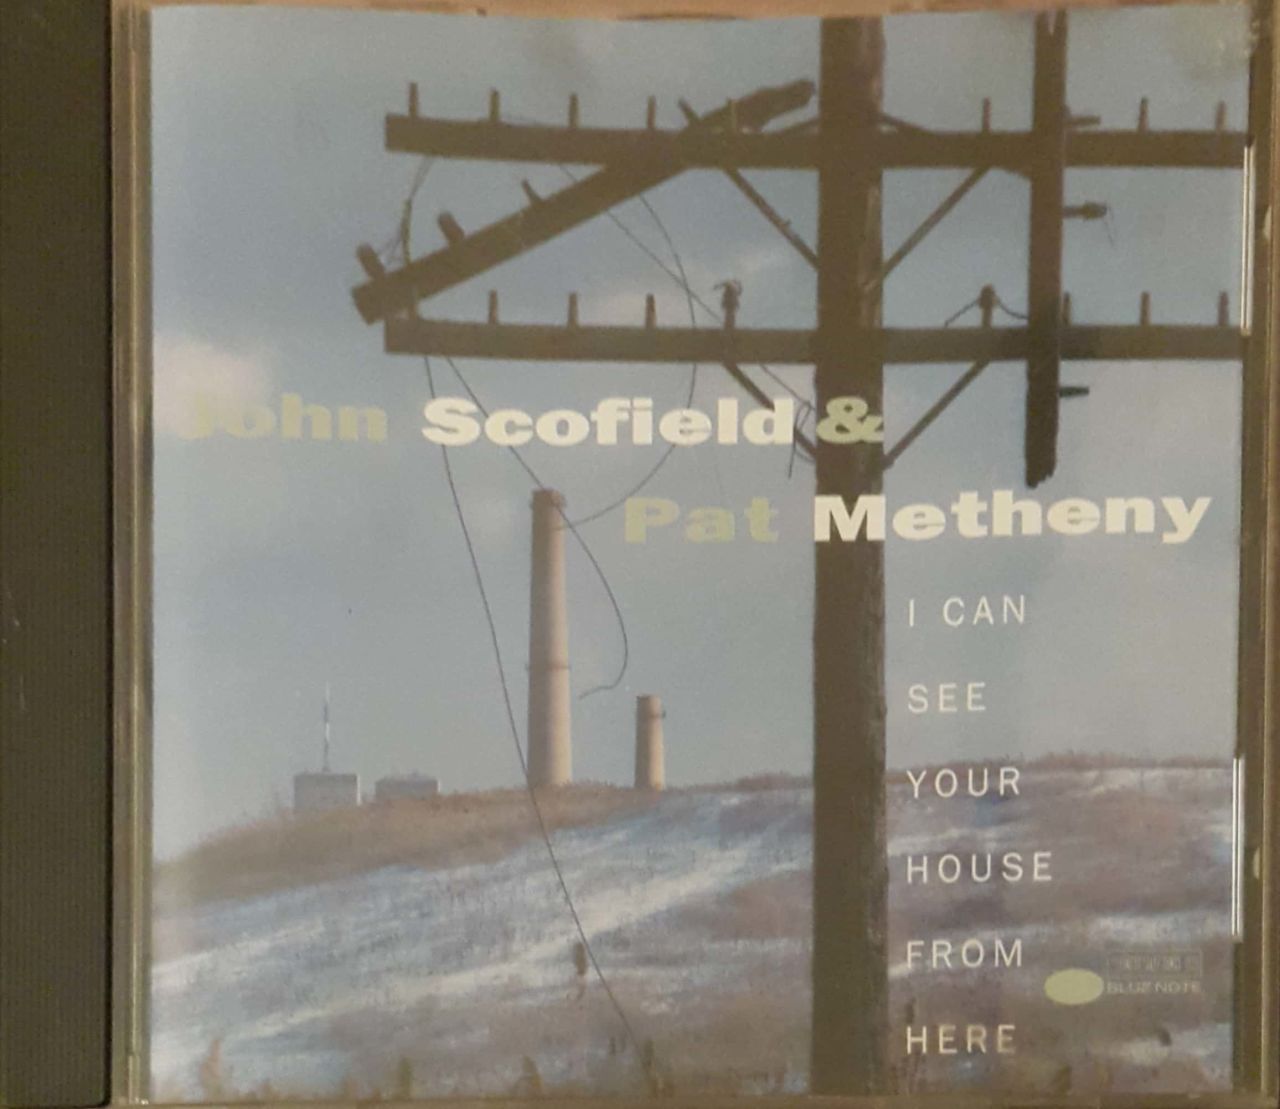 John Scofield &
Pat Metheny
I CAN
SEE
YOUR
HOUSE
FROM
HERE
BLUE NOTE